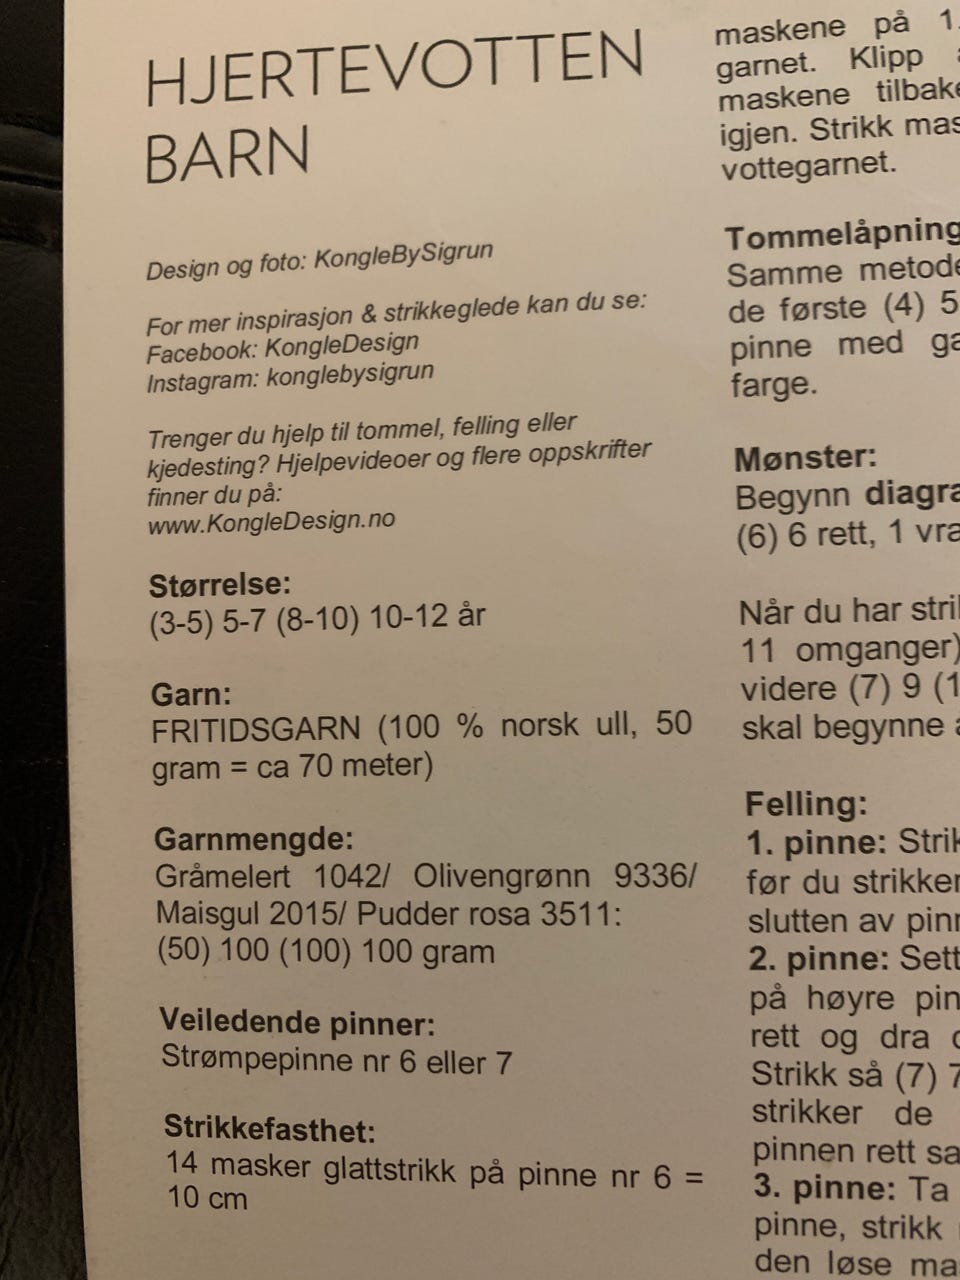 HJERTEVOTTEN
BARN
Design og foto: KongleBySigrun
For mer inspirasjon & strikkeglede kan du se:
Facebook: KongleDesign
Instagram: konglebysigrun
Trenger du hjelp til tommel, felling eller
kjedesting? Hjelpevideoer og flere oppskrifter
finner du på:
www.KongleDesign.no
Størrelse:
(3-5) 5-7 (8-10) 10-12 år
Garn:
FRITIDSGARN (100 % norsk ull, 50
gram = ca 70 meter)
Garnmengde:
Gråmelert 1042/ Olivengrønn 9336/
Maisgul 2015/ Pudder rosa 3511:
(50) 100 (100) 100 gram
Veiledende pinner:
Strømpepinne nr 6 eller 7
Strikkefasthet:
14 masker glattstrikk på pinne nr 6 =
10 cm
maskene på 1.
garnet. Klipp
maskene
igjen. Strikk
vottegarnet.
Tommelåpning
Samme
de første (4) 5
pinne med
farge.
Mønster:
Begynn
(6) 6 rett, 1
Når du har
11 omganger)
videre (7) 9
skal begynne
Felling:
1. pinne:
før du
slutten av
2. pinne:
på høyre
rett og dra
Strikk så (7) 7
strikker de
pinnen rett
3. pinne: Ta
pinne, strikk
den løse